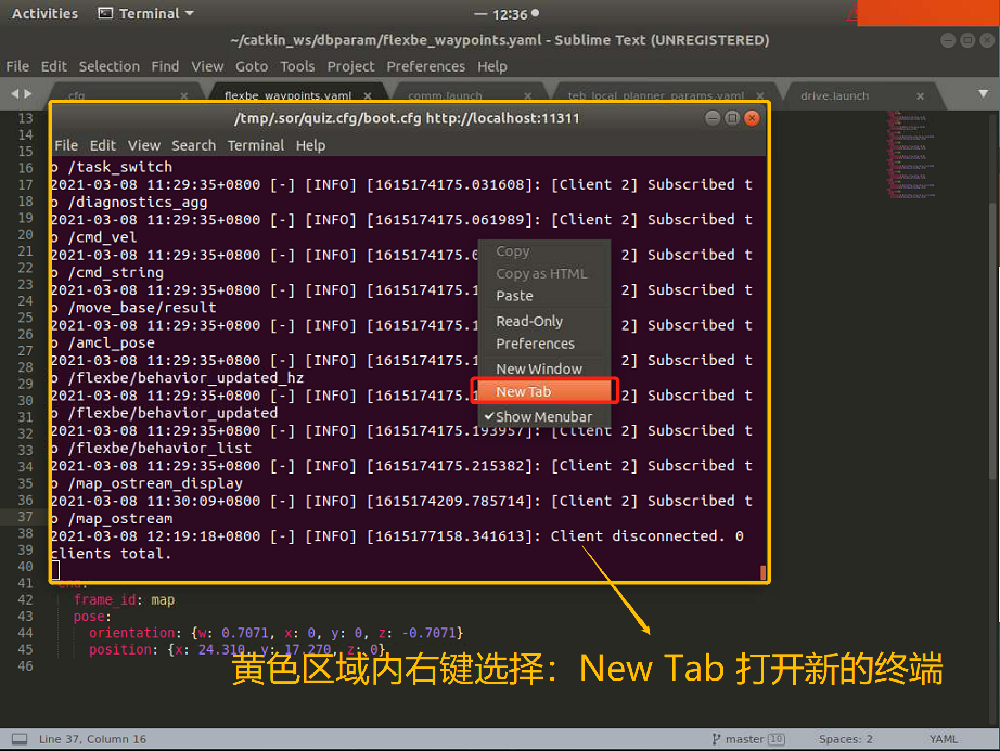 Activities Terminal 12:36
~/catkin_ws/dbparam/flexbe_waypoints.yaml - Sublime Text (UNREGISTERED)
File Edit Selection Find View Goto Tools Project Preferences Help
.cfg flexbe_waypoints.yaml comm.launch teb_local_planner_params.yaml drive.launch
/tmp/.sor/quiz.cfg/boot.cfg http://localhost:11311
File Edit View Search Terminal Help
o /task_switch
2021-03-08 11:29:35+0800 [-] [INFO] [1615174175.031608]: [Client 2] Subscribed t
o /diagnostics_agg
2021-03-08 11:29:35+0800 [-] [INFO] [1615174175.061989]: [Client 2] Subscribed t
o /cmd_vel
2021-03-08 11:29:35+0800 [-] [INFO] [1615174175.0 2] Subscribed t
o /cmd_string
2021-03-08 11:29:35+0800 [-] [INFO] [1615174175.1 2] Subscribed t
o /move_base/result
2021-03-08 11:29:35+0800 [-] [INFO] [1615174175.1 2] Subscribed t
o /amcl_pose
2021-03-08 11:29:35+0800 [-] [INFO] [1615174175.1 2] Subscribed t
o /flexbe/behavior_updated_hz
2021-03-08 11:29:35+0800 [-] [INFO] [1615174175.1 2] Subscribed t
o /flexbe/behavior_updated
2021-03-08 11:29:35+0800 [-] [INFO] [1615174175.193957]: [Client 2] Subscribed t
o /flexbe/behavior_list
2021-03-08 11:29:35+0800 [-] [INFO] [1615174175.215382]: [Client 2] Subscribed t
o /map_ostream_display
2021-03-08 11:30:09+0800 [-] [INFO] [1615174209.785714]: [Client 2] Subscribed t
o /map_ostream
2021-03-08 12:19:18+0800 [-] [INFO] [1615177158.341613]: Client disconnected. 0
clients total.
Copy
Copy as HTML
Paste
Read-Only
Preferences
New Window
New Tab
Show Menubar
13
14
15
16
17
18
19
20
21
22
23
24
25
26
27
28
29
30
31
32
33
34
35
36
37
38
39
40
41 end:
42 frame_id: map
43 pose:
44 orientation: {w: 0.7071, x: 0, y: 0, z: -0.7071}
45 position: {x: 24.310, y: 17.270, z: 0}
46
黄色区域内右键选择：New Tab 打开新的终端
Line 37, Column 16 master 10 Spaces: 2 YAML